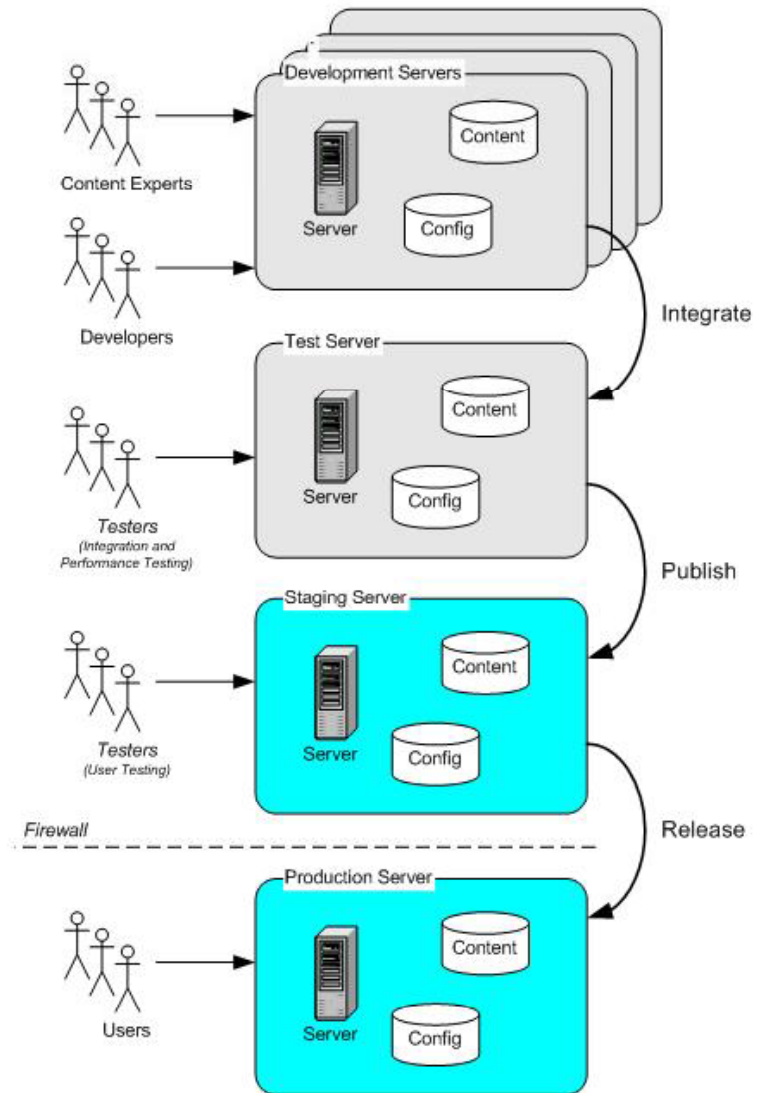 Development Servers
Content
Server
Config
Content Experts
Developers
Integrate
Test Server
Content
Server
Config
Testers
(Integration and
Performance Testing)
Publish
Staging Server
Content
Server
Config
Testers
(User Testing)
Firewall
Release
Production Server
Content
Server
Config
Users